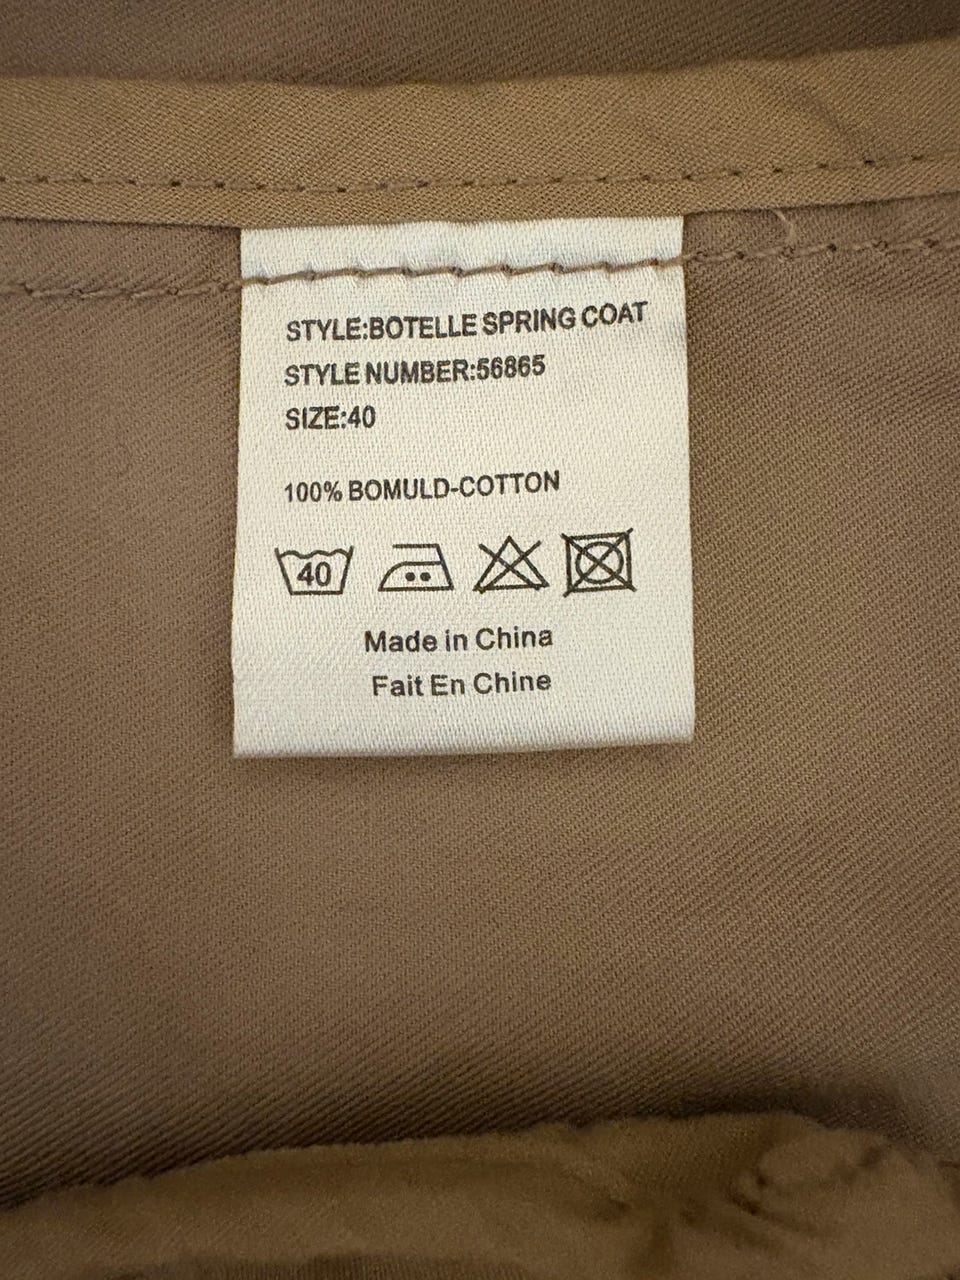 STYLE:BOTELLE SPRING COAT
STYLE NUMBER:56865
SIZE:40
100% BOMULD-COTTON
40
Made in China
Fait En Chine